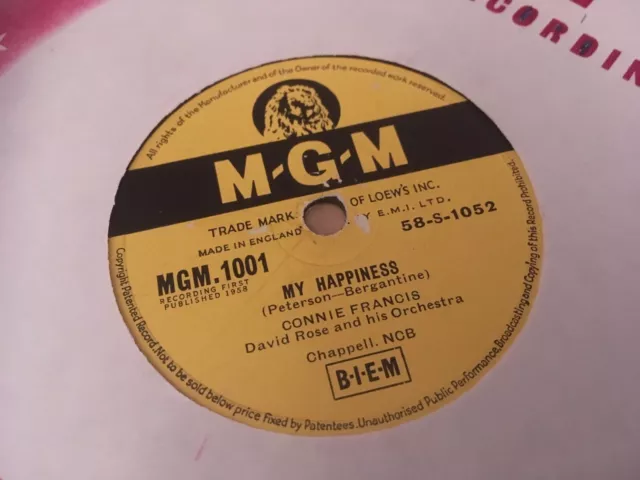 ECORDIN
All rights of the Manufacturer and of the Owner of the recorded work reserved.
M-G-M
TRADE MARK OF LOEW'S INC.
MADE IN ENGLAND Y E.M.I. LTD.
58-S-1052
MGM.1001
RECORDING FIRST
PUBLISHED 1958
MY HAPPINESS
(Peterson—Bergantine)
CONNIE FRANCIS
David Rose and his Orchestra
Chappell, NCB
B·I·E·M
Copyright Patented Record. Not to be sold below price Fixed by Patentees. Unauthorised Public Performance, Broadcasting and Copying of this Record Prohibited.